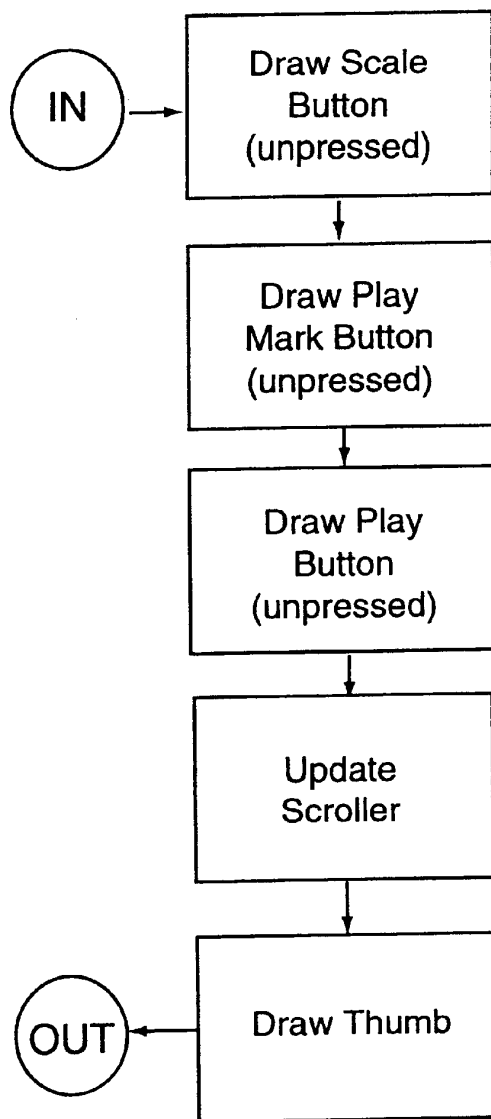 IN
Draw Scale
Button
(unpressed)
Draw Play
Mark Button
(unpressed)
Draw Play
Button
(unpressed)
Update
Scroller
Draw Thumb
OUT